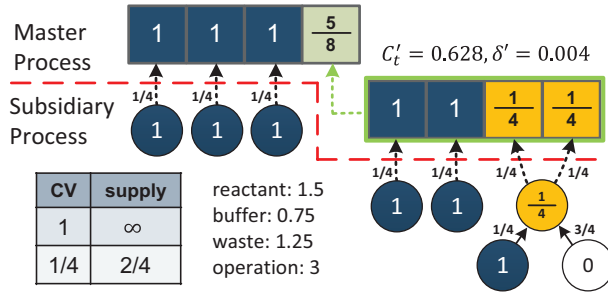 Master Process
1 1 1 5/8
C′ₜ = 0.628, δ′ = 0.004
1/4 1/4 1/4
Subsidiary Process
1 1 1
1 1 1/4 1/4
1/4 1/4 1/4 1/4
1 1 1/4
1/4 3/4
1 0
CV supply
1 ∞
1/4 2/4
reactant: 1.5
buffer: 0.75
waste: 1.25
operation: 3